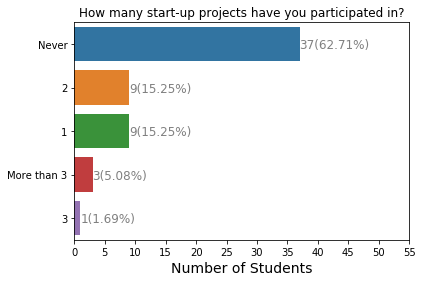 How many start-up projects have you participated in?
Never
37(62.71%)
2
9(15.25%)
1
9(15.25%)
More than 3
3(5.08%)
3
1(1.69%)
0 5 10 15 20 25 30 35 40 45 50 55
Number of Students